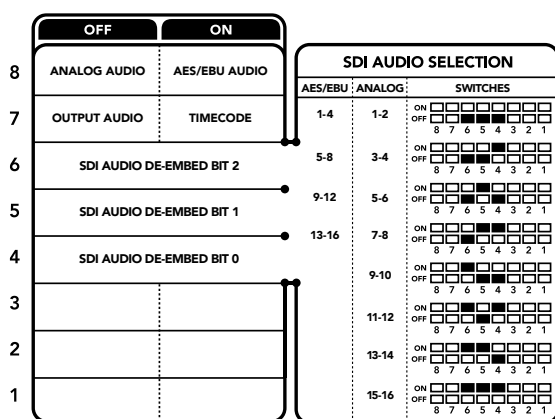 OFF ON
8 ANALOG AUDIO AES/EBU AUDIO
7 OUTPUT AUDIO TIMECODE
6 SDI AUDIO DE-EMBED BIT 2
5 SDI AUDIO DE-EMBED BIT 1
4 SDI AUDIO DE-EMBED BIT 0
3
2
1
SDI AUDIO SELECTION
AES/EBU ANALOG SWITCHES
1-4 1-2 ON
OFF
8 7 6 5 4 3 2 1
5-8 3-4 ON
OFF
8 7 6 5 4 3 2 1
9-12 5-6 ON
OFF
8 7 6 5 4 3 2 1
13-16 7-8 ON
OFF
8 7 6 5 4 3 2 1
9-10 ON
OFF
8 7 6 5 4 3 2 1
11-12 ON
OFF
8 7 6 5 4 3 2 1
13-14 ON
OFF
8 7 6 5 4 3 2 1
15-16 ON
OFF
8 7 6 5 4 3 2 1